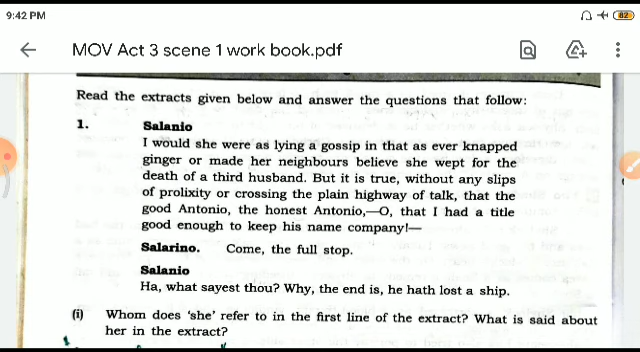 9:42 PM
82
MOV Act 3 scene 1 work book.pdf
Read the extracts given below and answer the questions that follow:
1. Salanio
I would she were as lying a gossip in that as ever knapped
ginger or made her neighbours believe she wept for the
death of a third husband. But it is true, without any slips
of prolixity or crossing the plain highway of talk, that the
good Antonio, the honest Antonio,—O, that I had a title
good enough to keep his name company!—
Salarino. Come, the full stop.
Salanio
Ha, what sayest thou? Why, the end is, he hath lost a ship.
(i) Whom does 'she' refer to in the first line of the extract? What is said about
her in the extract?